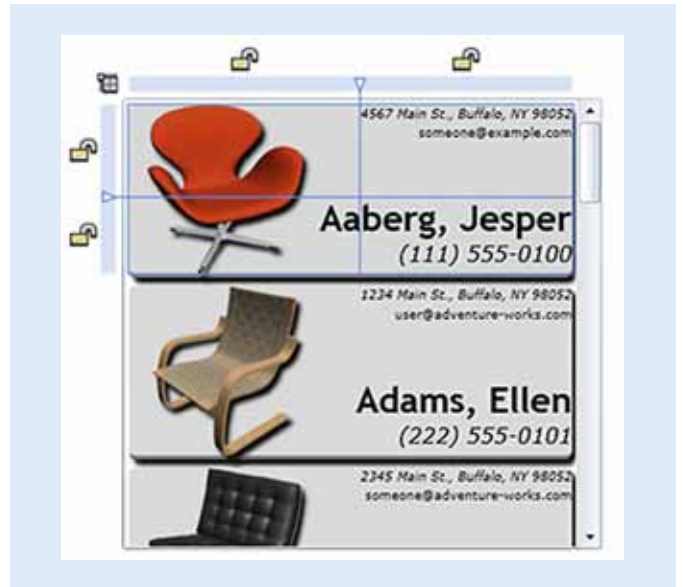 4567 Main St., Buffalo, NY 98052
someone@example.com
Aaberg, Jesper
(111) 555-0100
1234 Main St., Buffalo, NY 98052
user@adventure-works.com
Adams, Ellen
(222) 555-0101
2345 Main St., Buffalo, NY 98052
someone@adventure-works.com